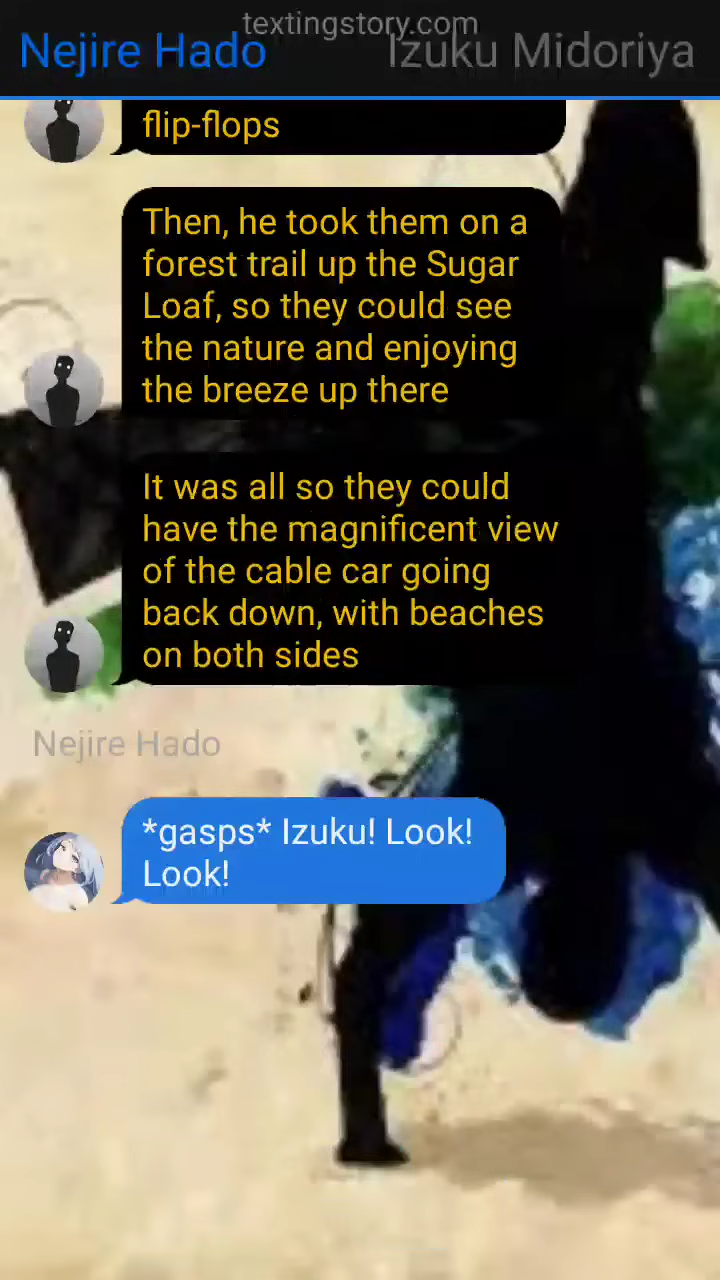 textingstory.com
Nejire Hado
Izuku Midoriya
flip-flops
Then, he took them on a
forest trail up the Sugar
Loaf, so they could see
the nature and enjoying
the breeze up there
It was all so they could
have the magnificent view
of the cable car going
back down, with beaches
on both sides
Nejire Hado
*gasps* Izuku! Look!
Look!